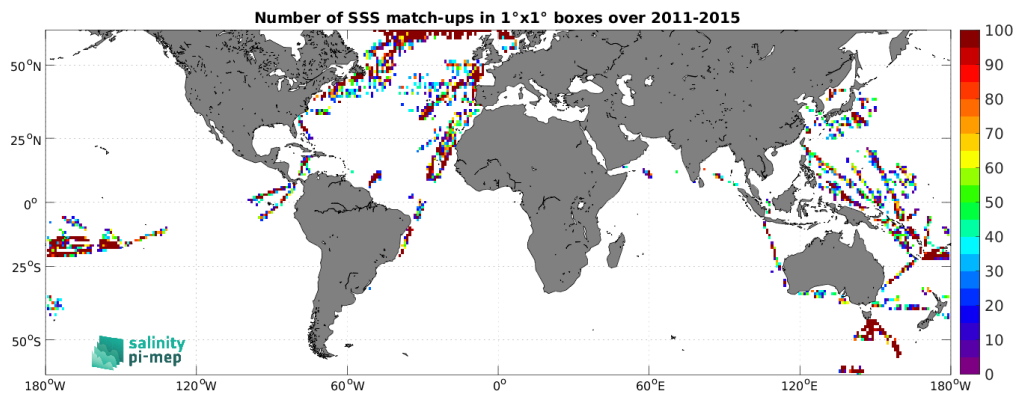 Number of SSS match-ups in 1°x1° boxes over 2011-2015
50°N
25°N
0°
25°S
50°S
180°W
120°W
60°W
0°
60°E
120°E
180°W
100
90
80
70
60
50
40
30
20
10
0
salinity
pi-mep